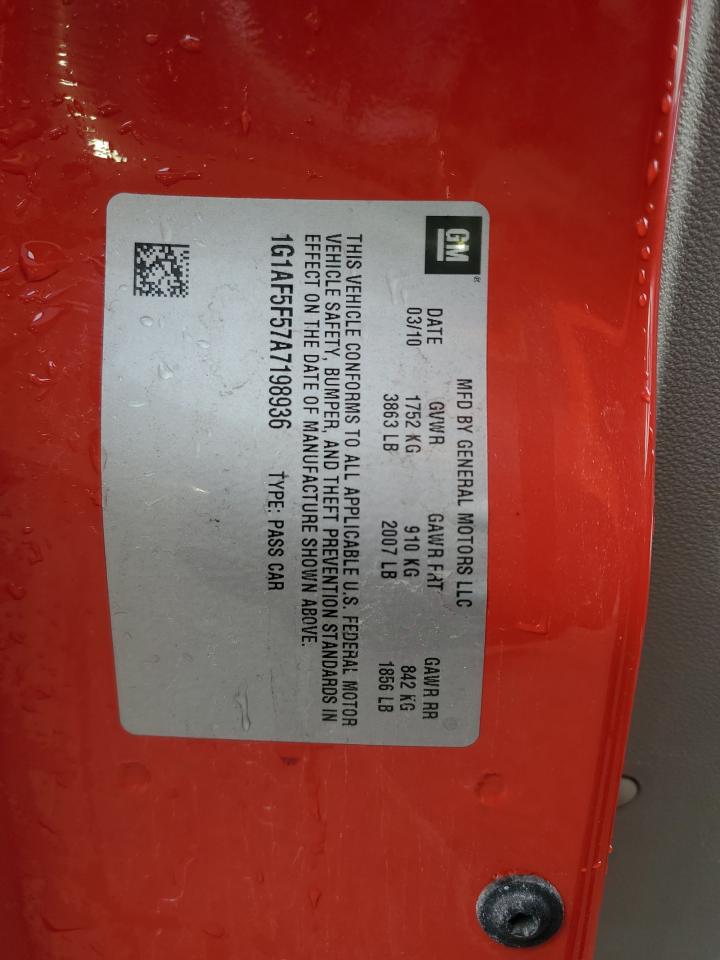 GM®
MFD BY GENERAL MOTORS LLC
DATE GVWR GAWR FRT GAWR RR
03/10 1752 KG 910 KG 842 KG
3863 LB 2007 LB 1856 LB
THIS VEHICLE CONFORMS TO ALL APPLICABLE U.S. FEDERAL MOTOR
VEHICLE SAFETY, BUMPER, AND THEFT PREVENTION STANDARDS IN
EFFECT ON THE DATE OF MANUFACTURE SHOWN ABOVE.
1G1AF5F57A7198936 TYPE: PASS CAR